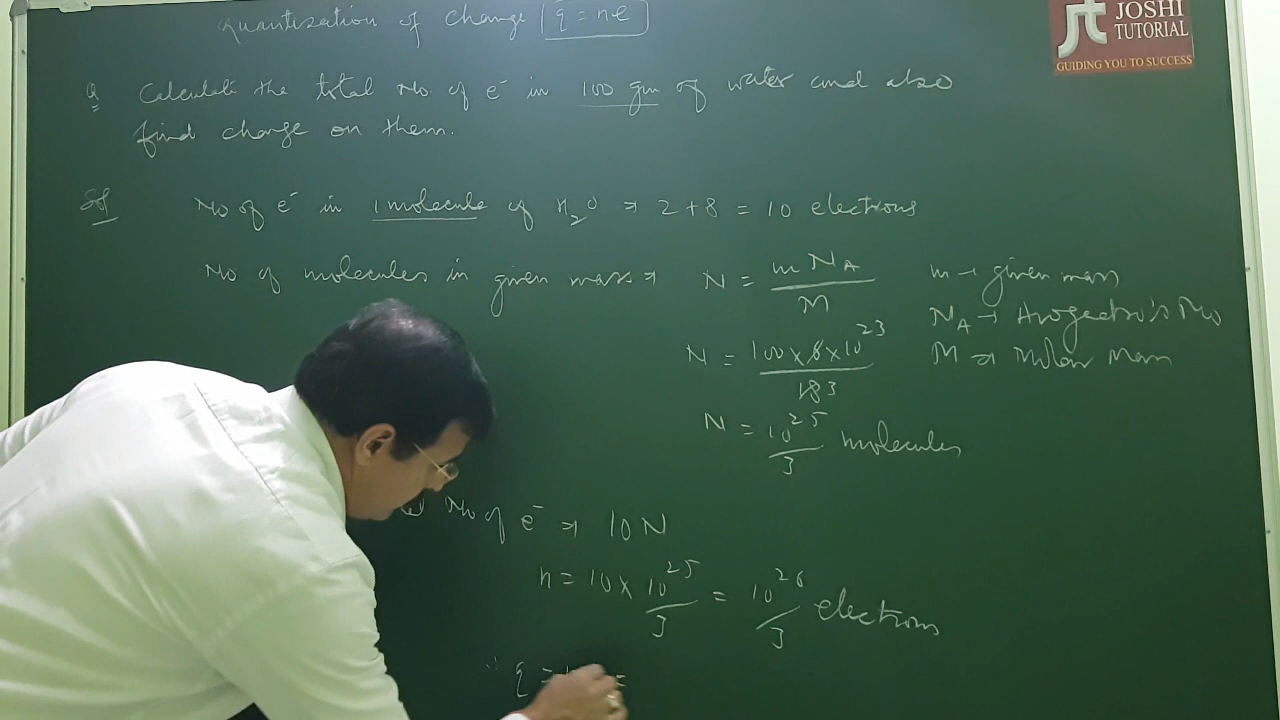 Quantization of charge q = ne
JOSHI
TUTORIAL
GUIDING YOU TO SUCCESS
Q Calculate the total No of e⁻ in 100 gm of water and also
find charge on them.
Sol No of e⁻ in 1 molecule of H₂O ⇒ 2+8 = 10 electrons
No of molecules in given mass ⇒ N = m N_A / M
m → given mass
N_A → Avogadro's No
M ⇒ Molar Mass
N = 100×6×10²³ / 18 3
N = 10²⁵/3 molecules
No of e⁻ ⇒ 10N
n = 10 × 10²⁵/3 = 10²⁶/3 electrons
∴ q =